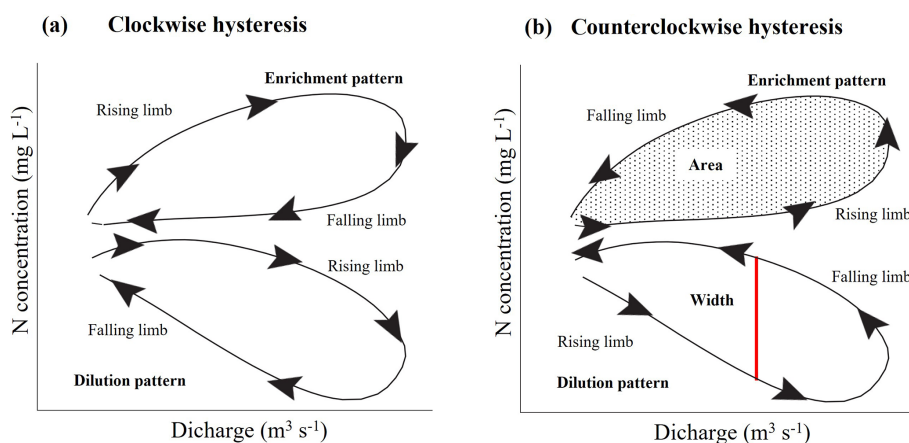 (a) Clockwise hysteresis
Enrichment pattern
Rising limb
Falling limb
Rising limb
Falling limb
Dilution pattern
N concentration (mg L⁻¹)
Dicharge (m³ s⁻¹)
(b) Counterclockwise hysteresis
Enrichment pattern
Falling limb
Area
Rising limb
Falling limb
Width
Rising limb
Dilution pattern
N concentration (mg L⁻¹)
Dicharge (m³ s⁻¹)